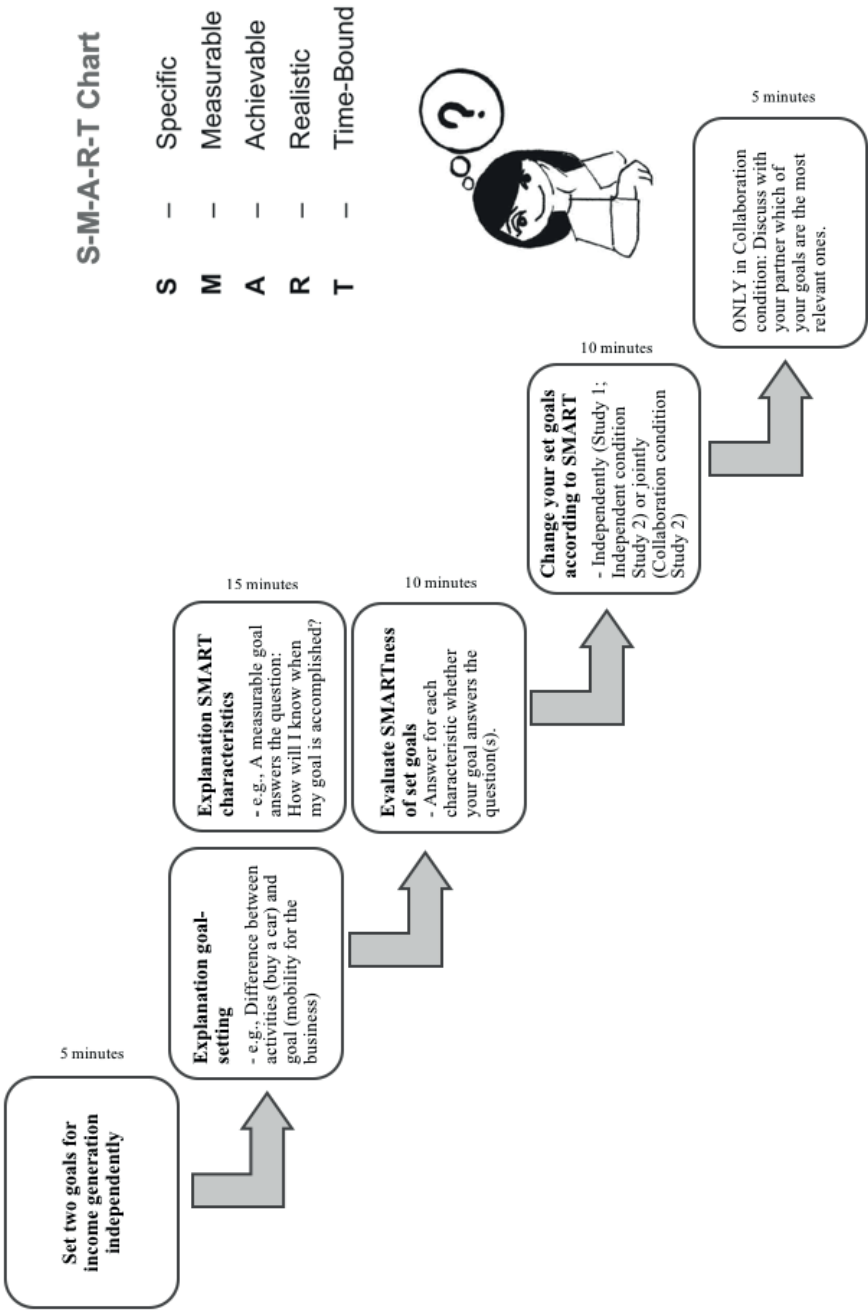 S-M-A-R-T Chart
S – Specific
M – Measurable
A – Achievable
R – Realistic
T – Time-Bound
?
Set two goals for
income generation
independently
5 minutes
Explanation goal-
setting
- e.g., Difference between
activities (buy a car) and
goal (mobility for the
business)
Explanation SMART
characteristics
- e.g., A measurable goal
answers the question:
How will I know when
my goal is accomplished?
15 minutes
Evaluate SMARTness
of set goals
- Answer for each
characteristic whether
your goal answers the
question(s).
10 minutes
Change your set goals
according to SMART
- Independently (Study 1;
Independent condition
Study 2) or jointly
(Collaboration condition
Study 2)
10 minutes
ONLY in Collaboration
condition: Discuss with
your partner which of
your goals are the most
relevant ones.
5 minutes